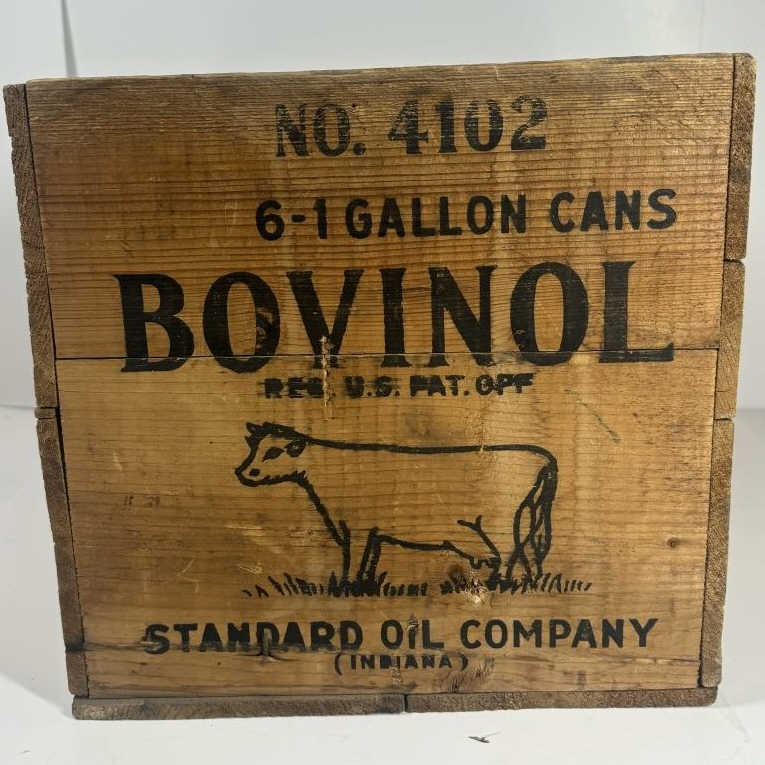 NO. 4102
6-1 GALLON CANS
BOVINOL
REG. U.S. PAT. OFF
STANDARD OIL COMPANY
(INDIANA)